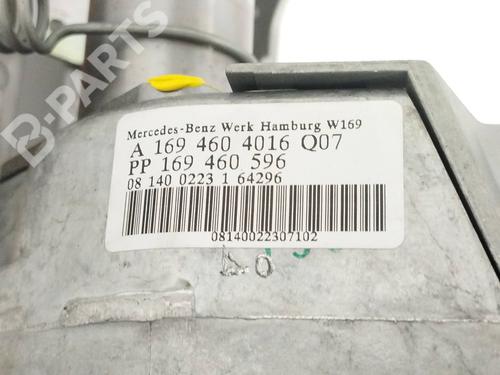 B-PARTS
Mercedes-Benz Werk Hamburg W169
A 169 460 4016 Q07
PP 169 460 596
08 140 0223 1 64296
08140022307102